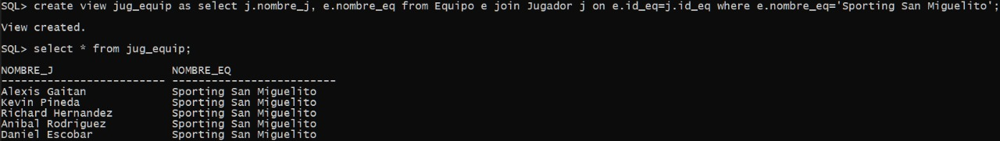 SQL> create view jug_equip as select j.nombre_j, e.nombre_eq from Equipo e join Jugador j on e.id_eq=j.id_eq where e.nombre_eq='Sporting San Miguelito';
View created.
SQL> select * from jug_equip;
NOMBRE_J NOMBRE_EQ
------------------------- -------------------------
Alexis Gaitan Sporting San Miguelito
Kevin Pineda Sporting San Miguelito
Richard Hernandez Sporting San Miguelito
Anibal Rodriguez Sporting San Miguelito
Daniel Escobar Sporting San Miguelito